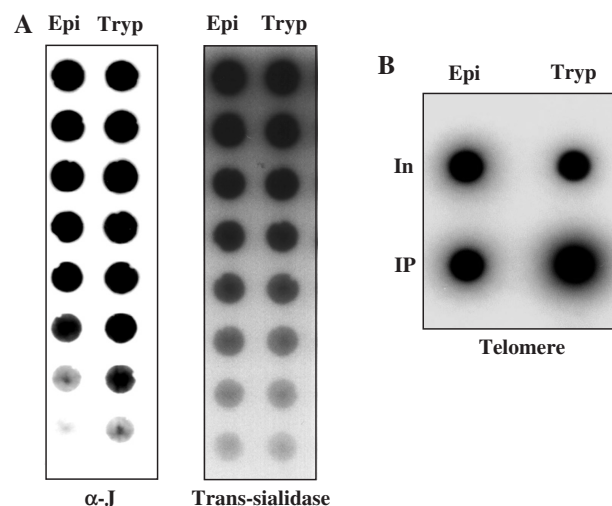 A
Epi Tryp
Epi Tryp
α-J
Trans-sialidase
B
Epi Tryp
In
IP
Telomere